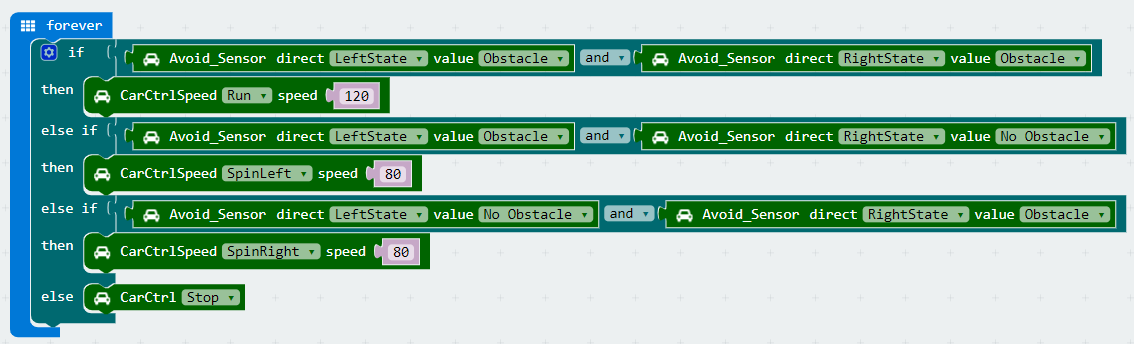 forever
if Avoid_Sensor direct LeftState value Obstacle and Avoid_Sensor direct RightState value Obstacle
then CarCtrlSpeed Run speed 120
else if Avoid_Sensor direct LeftState value Obstacle and Avoid_Sensor direct RightState value No Obstacle
then CarCtrlSpeed SpinLeft speed 80
else if Avoid_Sensor direct LeftState value No Obstacle and Avoid_Sensor direct RightState value Obstacle
then CarCtrlSpeed SpinRight speed 80
else CarCtrl Stop